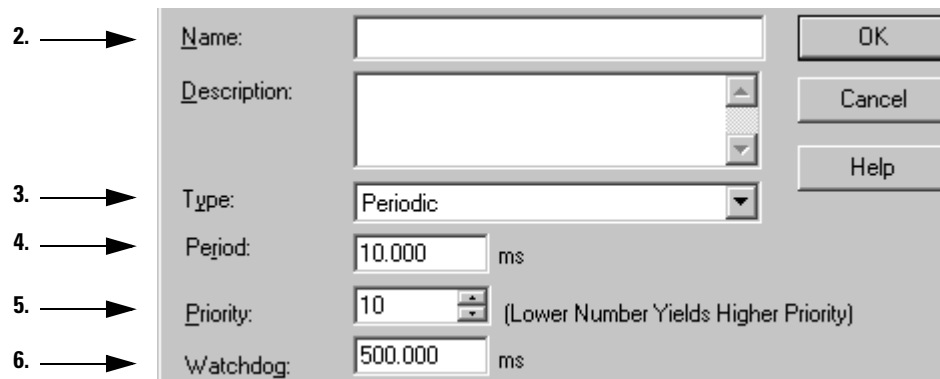 2. Name: OK
Description: Cancel
Help
3. Type: Periodic
4. Period: 10.000 ms
5. Priority: 10 (Lower Number Yields Higher Priority)
6. Watchdog: 500.000 ms